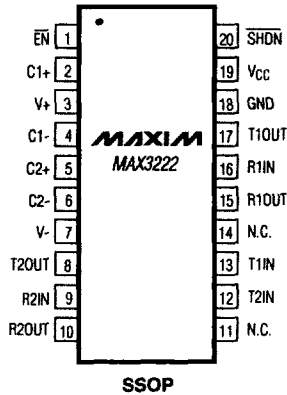 EN 1 20 SHDN
C1+ 2 19 VCC
V+ 3 18 GND
C1- 4 MAXIM 17 T1OUT
C2+ 5 MAX3222 16 R1IN
C2- 6 15 R1OUT
V- 7 14 N.C.
T2OUT 8 13 T1IN
R2IN 9 12 T2IN
R2OUT 10 11 N.C.
SSOP